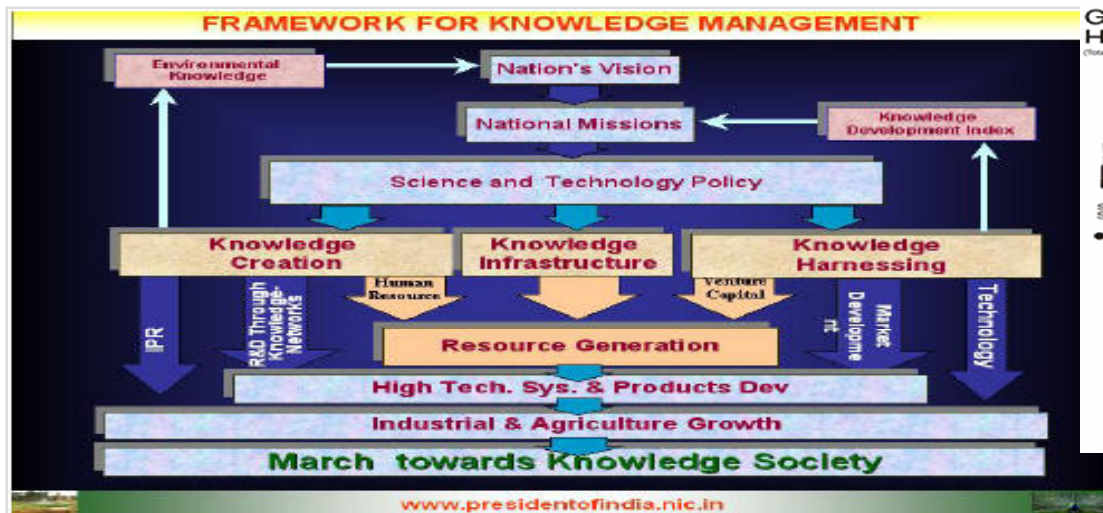 FRAMEWORK FOR KNOWLEDGE MANAGEMENT
Environmental
Knowledge
Nation's Vision
National Missions
Knowledge
Development Index
Science and Technology Policy
Knowledge
Creation
Knowledge
Infrastructure
Knowledge
Harnessing
Human
Resource
Venture
Capital
IPR
R&D Through
Knowledge-
Networks
Market
Developme
nt
Technology
Resource Generation
High Tech. Sys. & Products Dev
Industrial & Agriculture Growth
March towards Knowledge Society
www.presidentofindia.nic.in
G
H